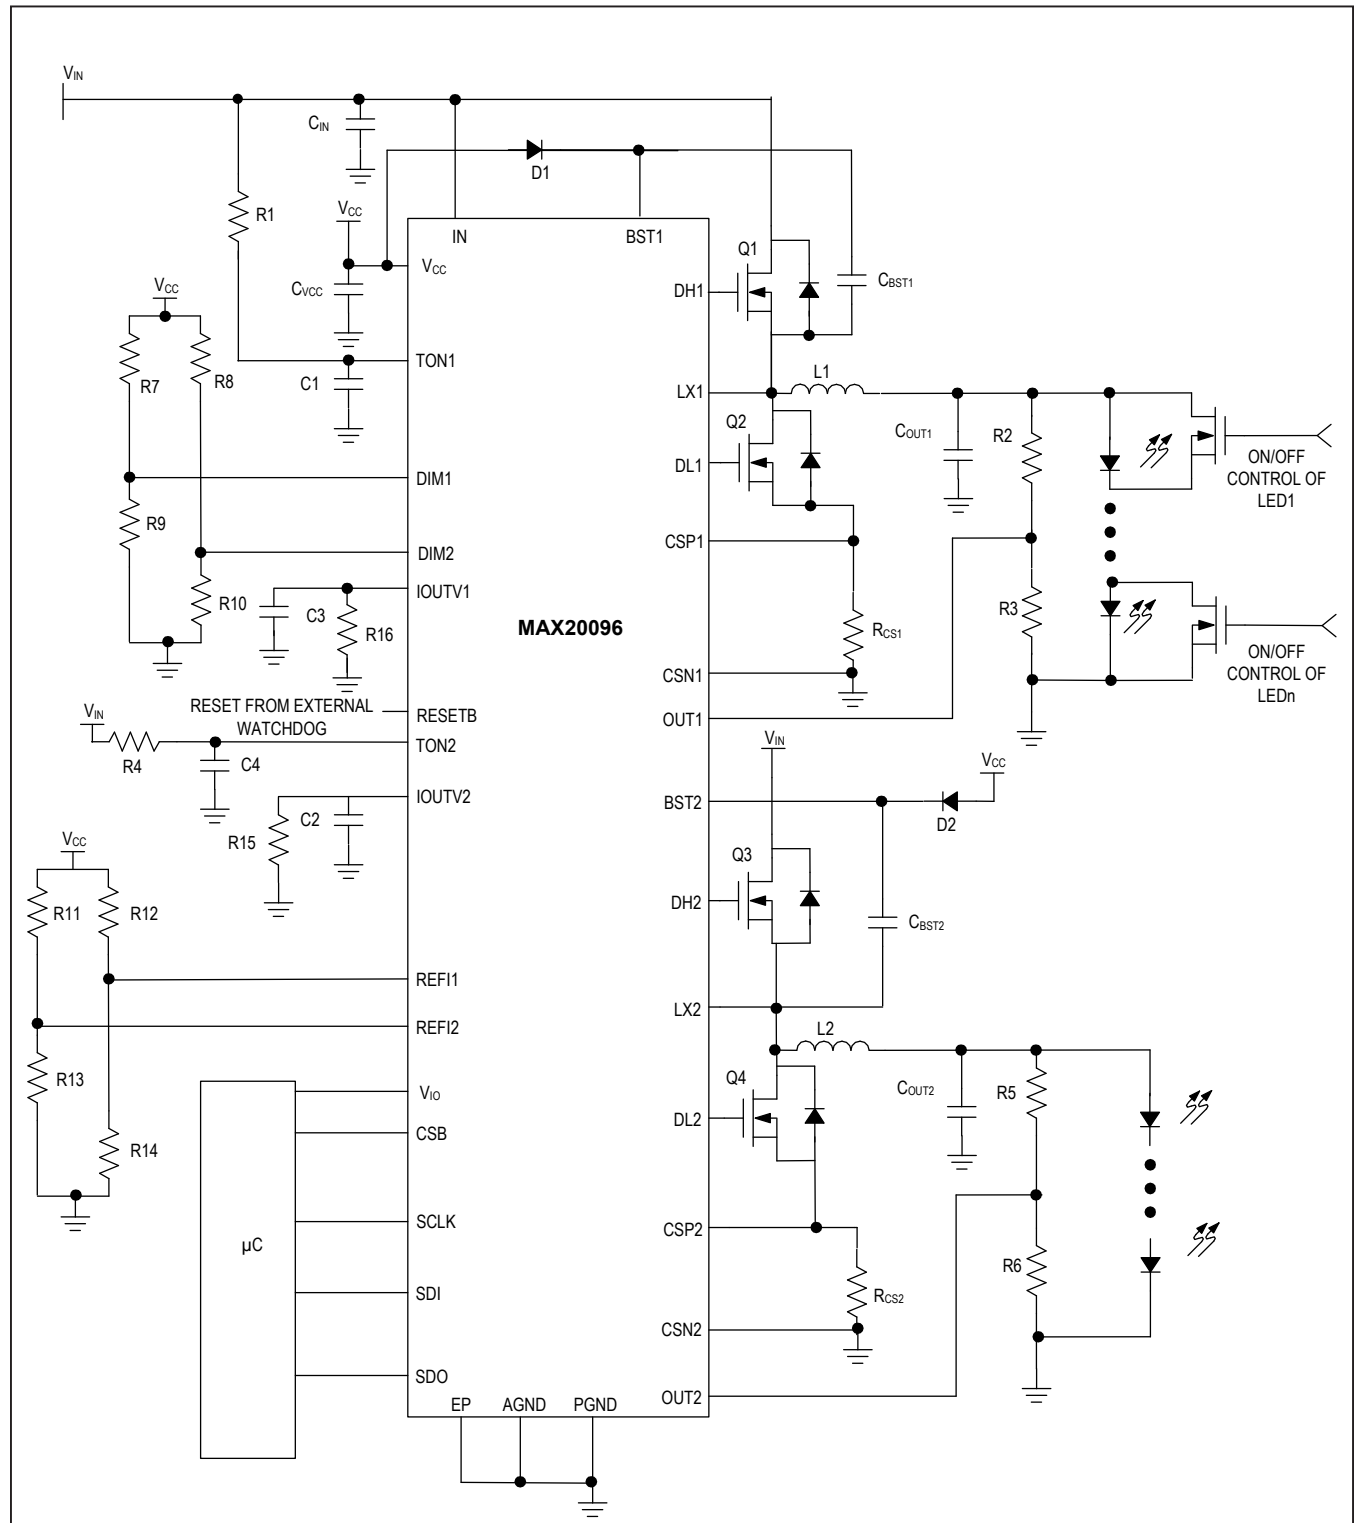 VIN
CIN
D1
R1
VCC
IN
BST1
Q1
VCC
CVCC
DH1
CBST1
VCC
TON1
R7
R8
C1
LX1
L1
Q2
COUT1
R2
DL1
ON/OFF
CONTROL OF
LED1
DIM1
R9
CSP1
DIM2
IOUTV1
R10
C3
R16
MAX20096
R3
RCS1
CSN1
ON/OFF
CONTROL OF
LEDn
RESET FROM EXTERNAL
WATCHDOG
RESETB
OUT1
VIN
TON2
R4
C4
VIN
VCC
IOUTV2
BST2
D2
R15
C2
VCC
Q3
R11
R12
DH2
CBST2
REFI1
LX2
REFI2
L2
R13
VIO
Q4
COUT2
R5
CSB
DL2
R14
SCLK
CSP2
µC
R6
SDI
RCS2
CSN2
SDO
OUT2
EP
AGND
PGND